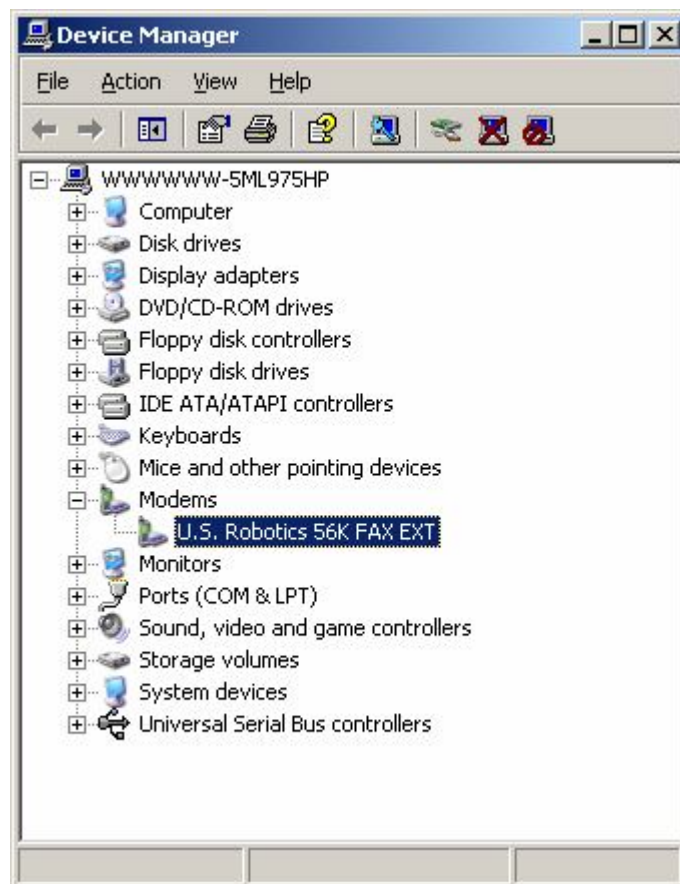 Device Manager
File Action View Help
WWWWWW-5ML975HP
Computer
Disk drives
Display adapters
DVD/CD-ROM drives
Floppy disk controllers
Floppy disk drives
IDE ATA/ATAPI controllers
Keyboards
Mice and other pointing devices
Modems
U.S. Robotics 56K FAX EXT
Monitors
Ports (COM & LPT)
Sound, video and game controllers
Storage volumes
System devices
Universal Serial Bus controllers